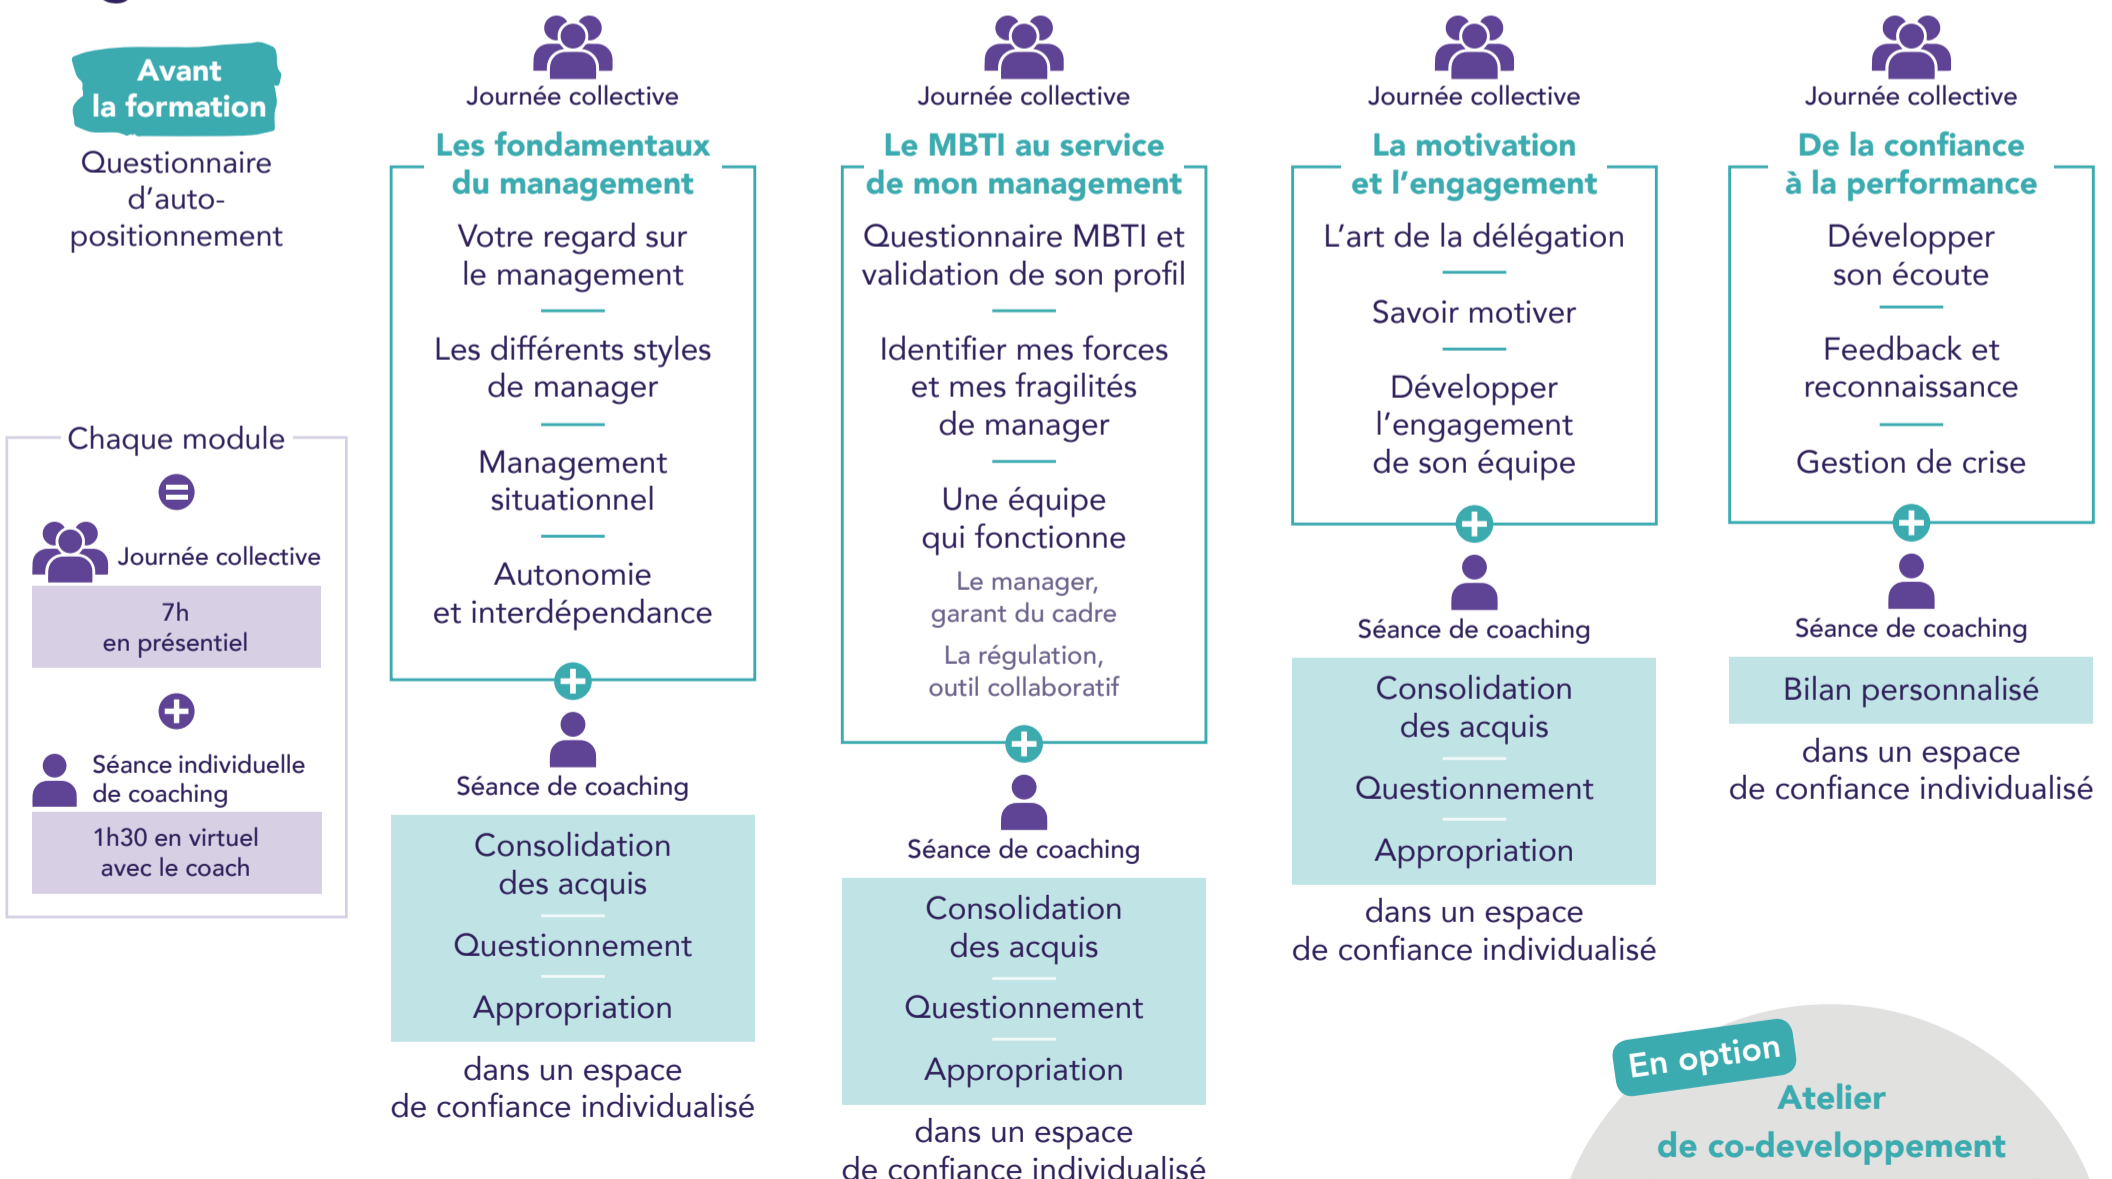 Avant
la formation
Questionnaire
d'auto-
positionnement
Chaque module
Journée collective
7h
en présentiel
Séance individuelle
de coaching
1h30 en virtuel
avec le coach
Journée collective
Les fondamentaux
du management
Votre regard sur
le management
Les différents styles
de manager
Management
situationnel
Autonomie
et interdépendance
Séance de coaching
Consolidation
des acquis
Questionnement
Appropriation
dans un espace
de confiance individualisé
Journée collective
Le MBTI au service
de mon management
Questionnaire MBTI et
validation de son profil
Identifier mes forces
et mes fragilités
de manager
Une équipe
qui fonctionne
Le manager,
garant du cadre
La régulation,
outil collaboratif
Séance de coaching
Consolidation
des acquis
Questionnement
Appropriation
dans un espace
de confiance individualisé
Journée collective
La motivation
et l'engagement
L'art de la délégation
Savoir motiver
Développer
l'engagement
de son équipe
Séance de coaching
Consolidation
des acquis
Questionnement
Appropriation
dans un espace
de confiance individualisé
Journée collective
De la confiance
à la performance
Développer
son écoute
Feedback et
reconnaissance
Gestion de crise
Séance de coaching
Bilan personnalisé
dans un espace
de confiance individualisé
En option
Atelier
de co-developpement